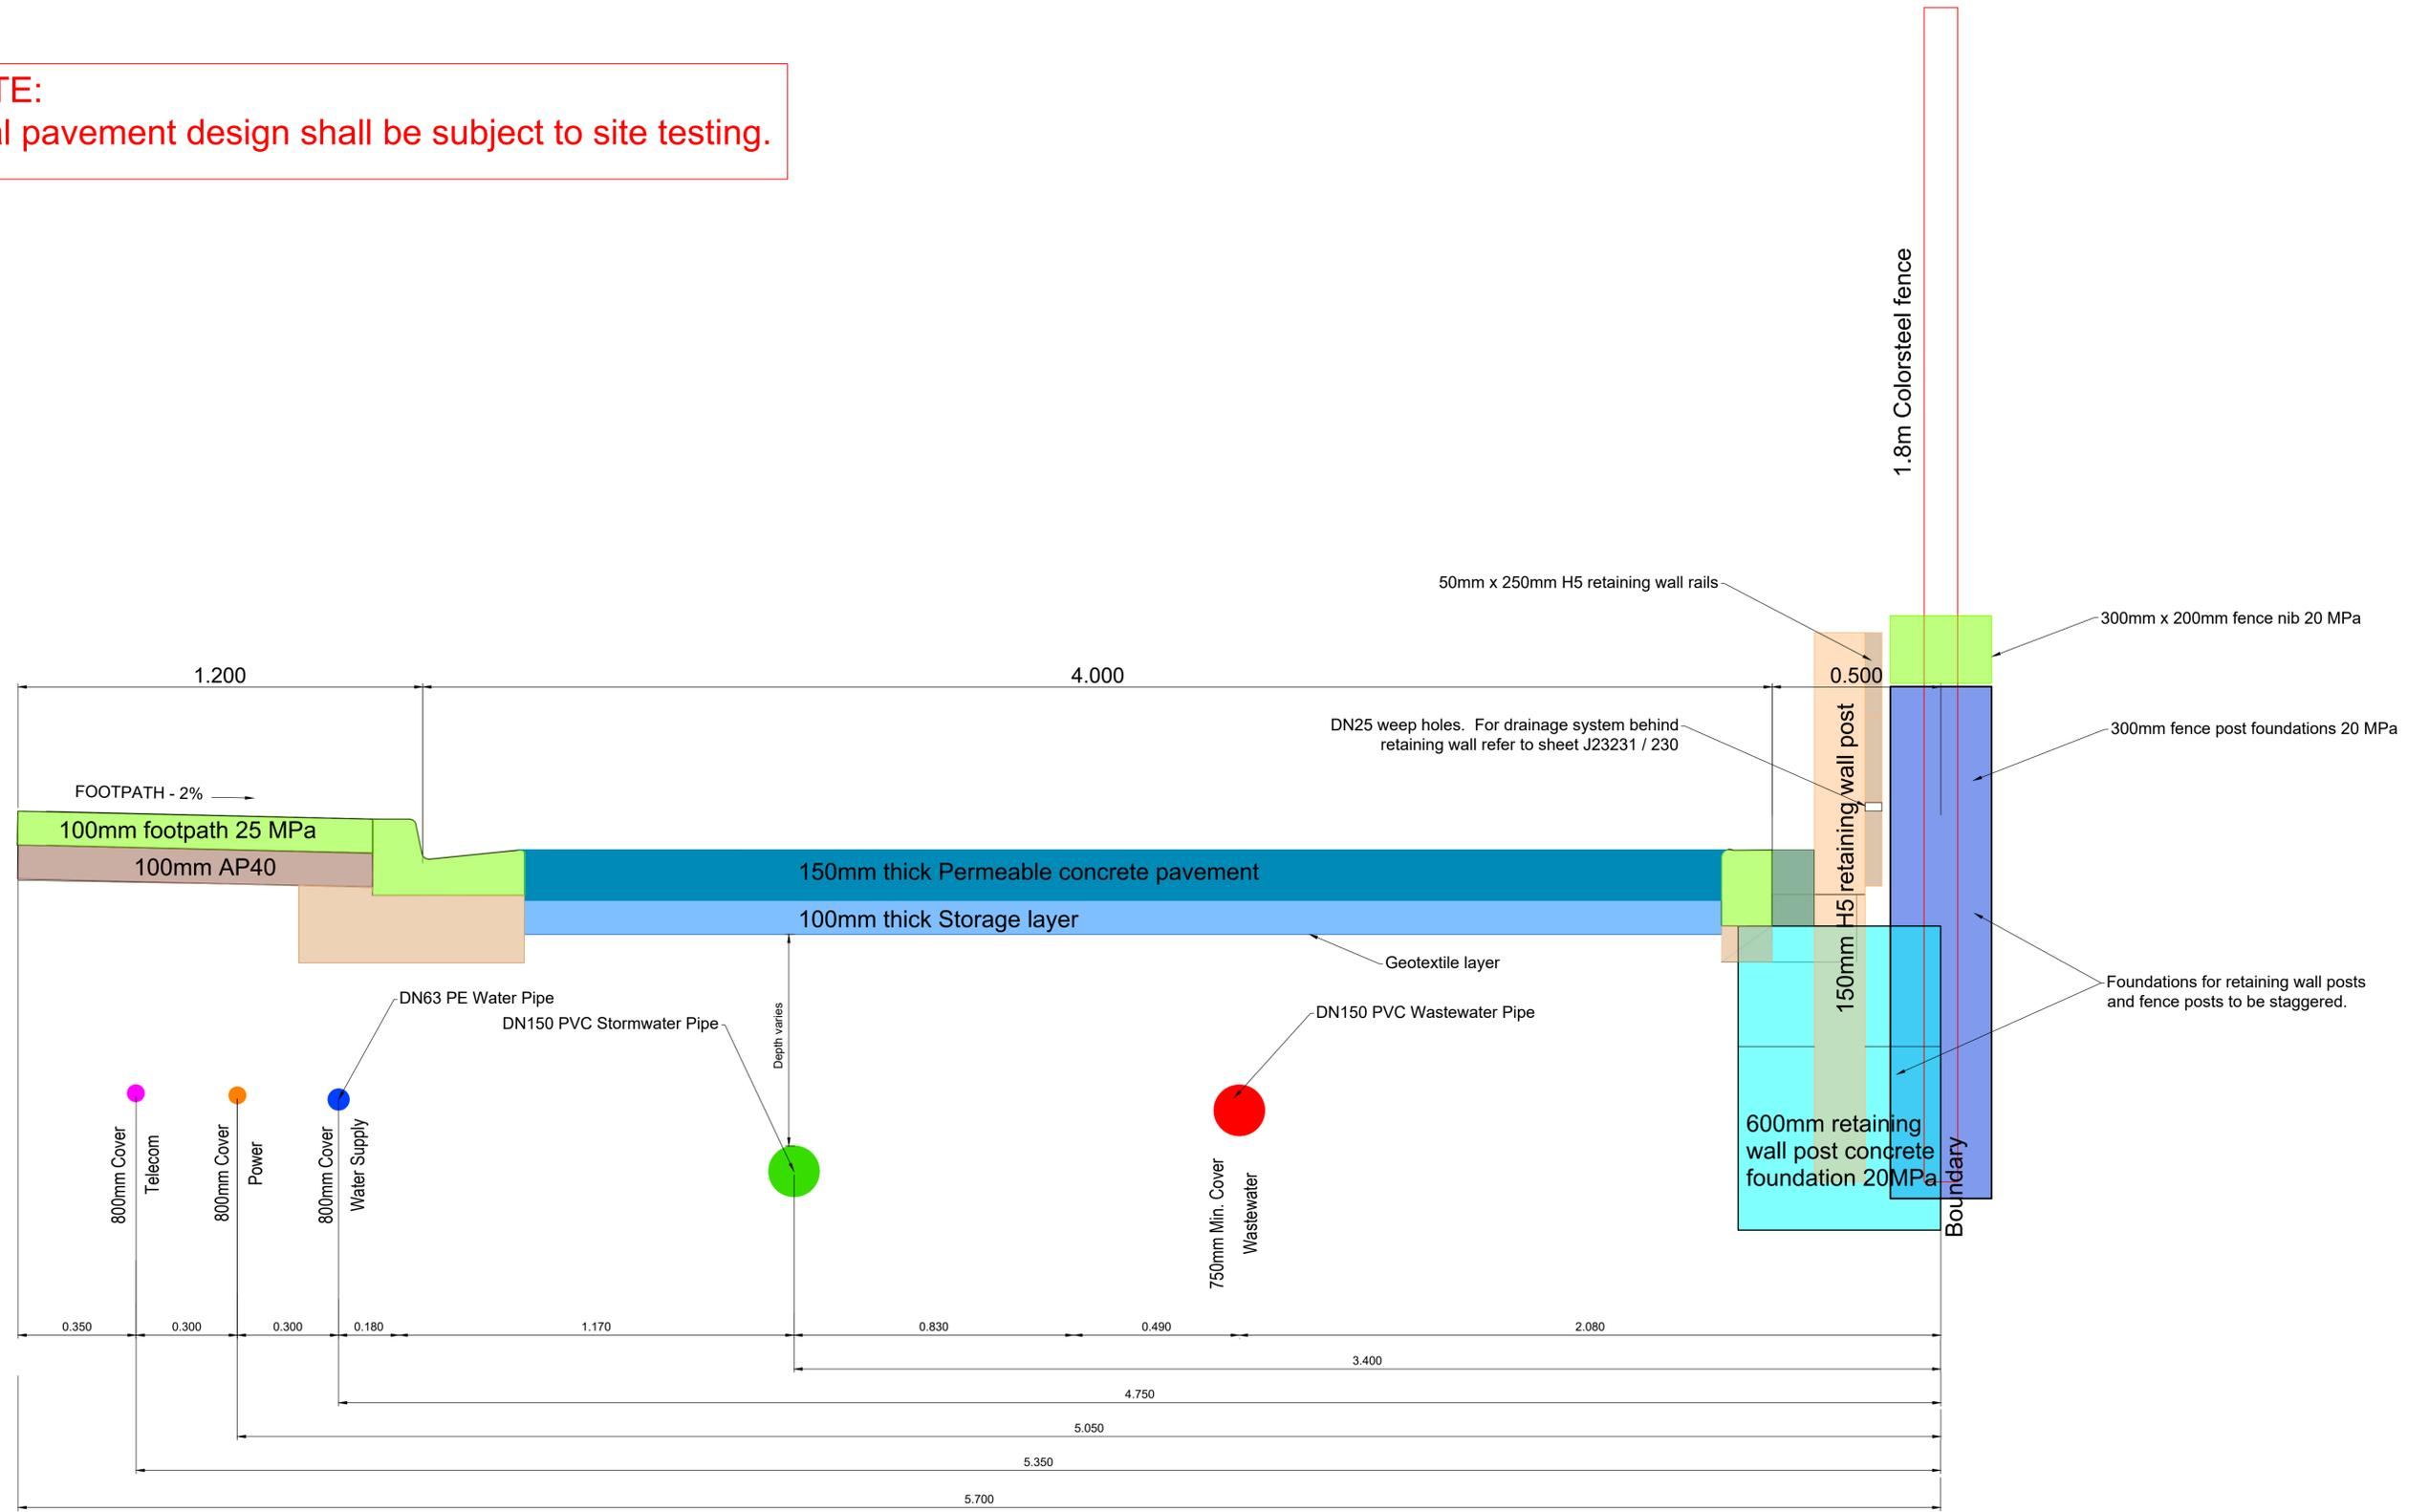 TE:
al pavement design shall be subject to site testing.
1.8m Colorsteel fence
50mm x 250mm H5 retaining wall rails
300mm x 200mm fence nib 20 MPa
1.200
4.000
0.500
DN25 weep holes.  For drainage system behind
retaining wall refer to sheet J23231 / 230
300mm fence post foundations 20 MPa
150mm H5 retaining wall post
FOOTPATH - 2%
100mm footpath 25 MPa
100mm AP40
150mm thick Permeable concrete pavement
100mm thick Storage layer
Geotextile layer
Foundations for retaining wall posts
and fence posts to be staggered.
DN63 PE Water Pipe
DN150 PVC Stormwater Pipe
Depth varies
DN150 PVC Wastewater Pipe
800mm Cover
Telecom
800mm Cover
Power
800mm Cover
Water Supply
750mm Min. Cover
Wastewater
600mm retaining
wall post concrete
foundation 20MPa
Boundary
0.350
0.300
0.300
0.180
1.170
0.830
0.490
2.080
3.400
4.750
5.050
5.350
5.700